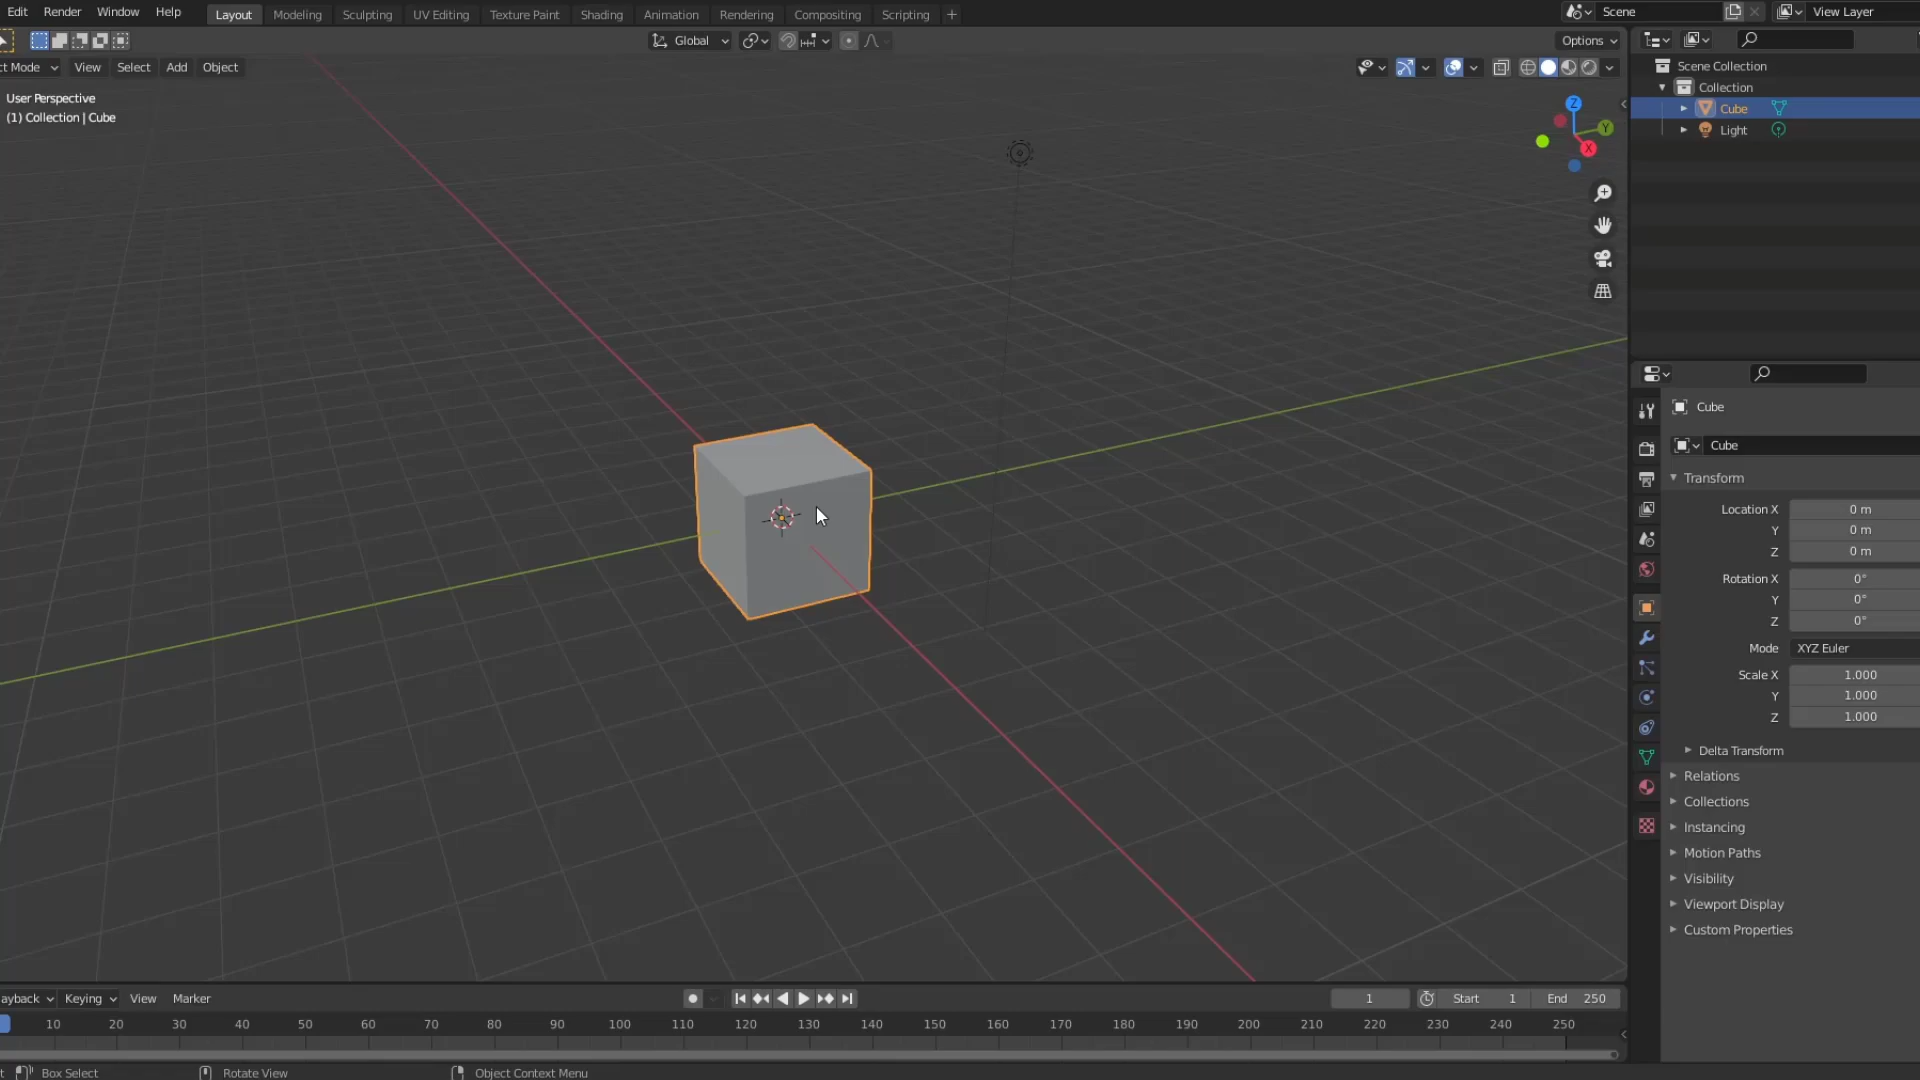 Edit Render Window Help Layout Modeling Sculpting UV Editing Texture Paint Shading Animation Rendering Compositing Scripting + Scene View Layer
Global Options
ct Mode View Select Add Object
User Perspective
(1) Collection | Cube
Z
Y
X
Scene Collection
Collection
Cube
Light
Cube
Cube
Transform
Location X 0 m
Y 0 m
Z 0 m
Rotation X 0°
Y 0°
Z 0°
Mode XYZ Euler
Scale X 1.000
Y 1.000
Z 1.000
Delta Transform
Relations
Collections
Instancing
Motion Paths
Visibility
Viewport Display
Custom Properties
ayback Keying View Marker 1 Start 1 End 250
10 20 30 40 50 60 70 80 90 100 110 120 130 140 150 160 170 180 190 200 210 220 230 240 250
t Box Select Rotate View Object Context Menu